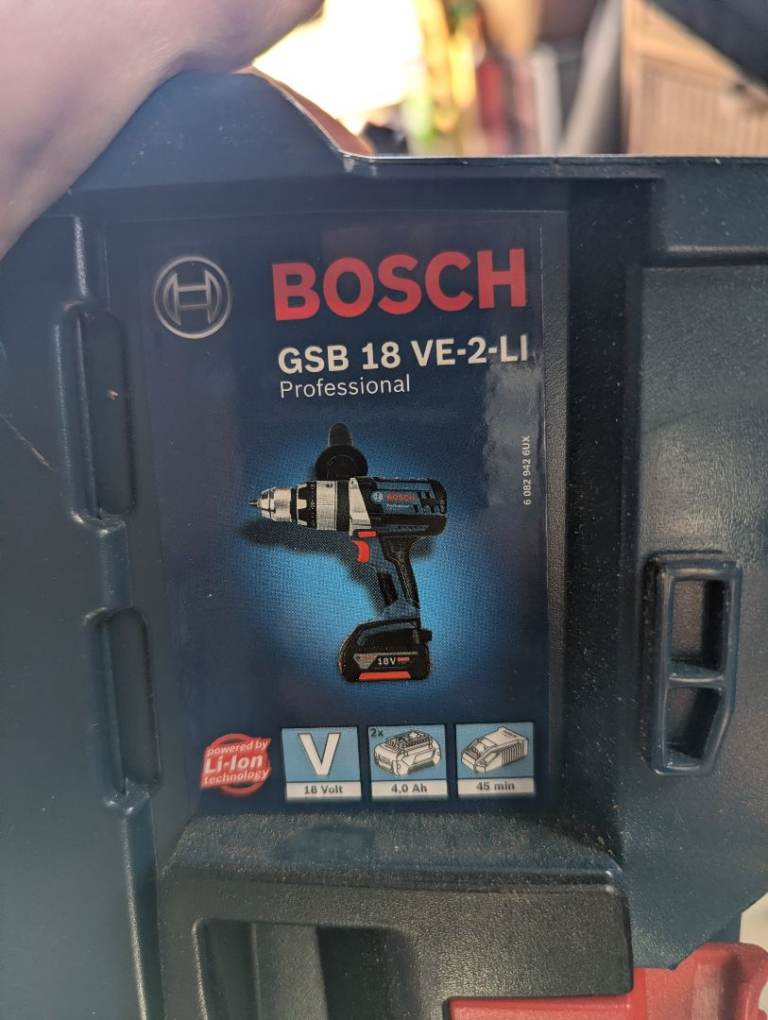 BOSCH
GSB 18 VE-2-LI
Professional
6 082 942 6UX
BOSCH
Professional
18V
powered by
Li-Ion
technology
V
18 Volt
2x
4,0 Ah
45 min